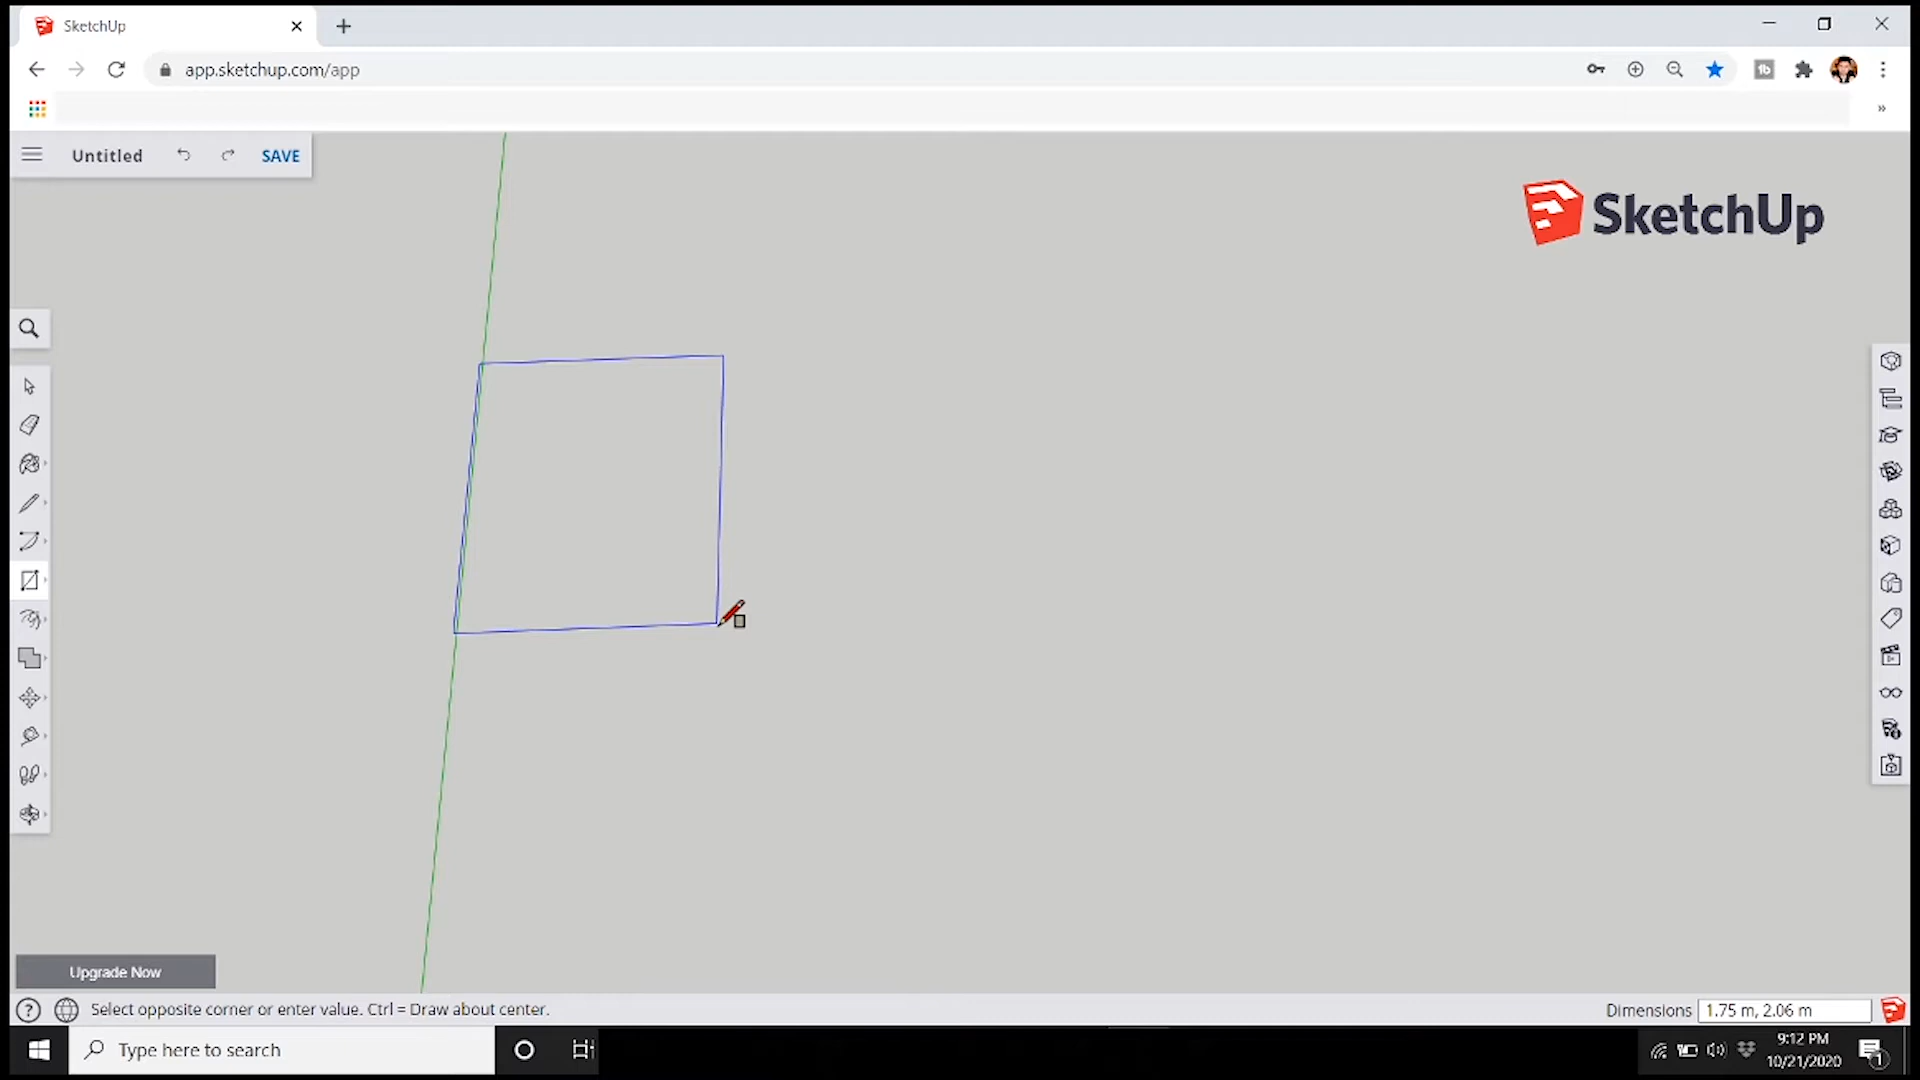 SketchUp
app.sketchup.com/app
Untitled
SAVE
SketchUp
Upgrade Now
Select opposite corner or enter value. Ctrl = Draw about center.
Dimensions 1.75 m, 2.06 m
Type here to search
9:12 PM
10/21/2020
1